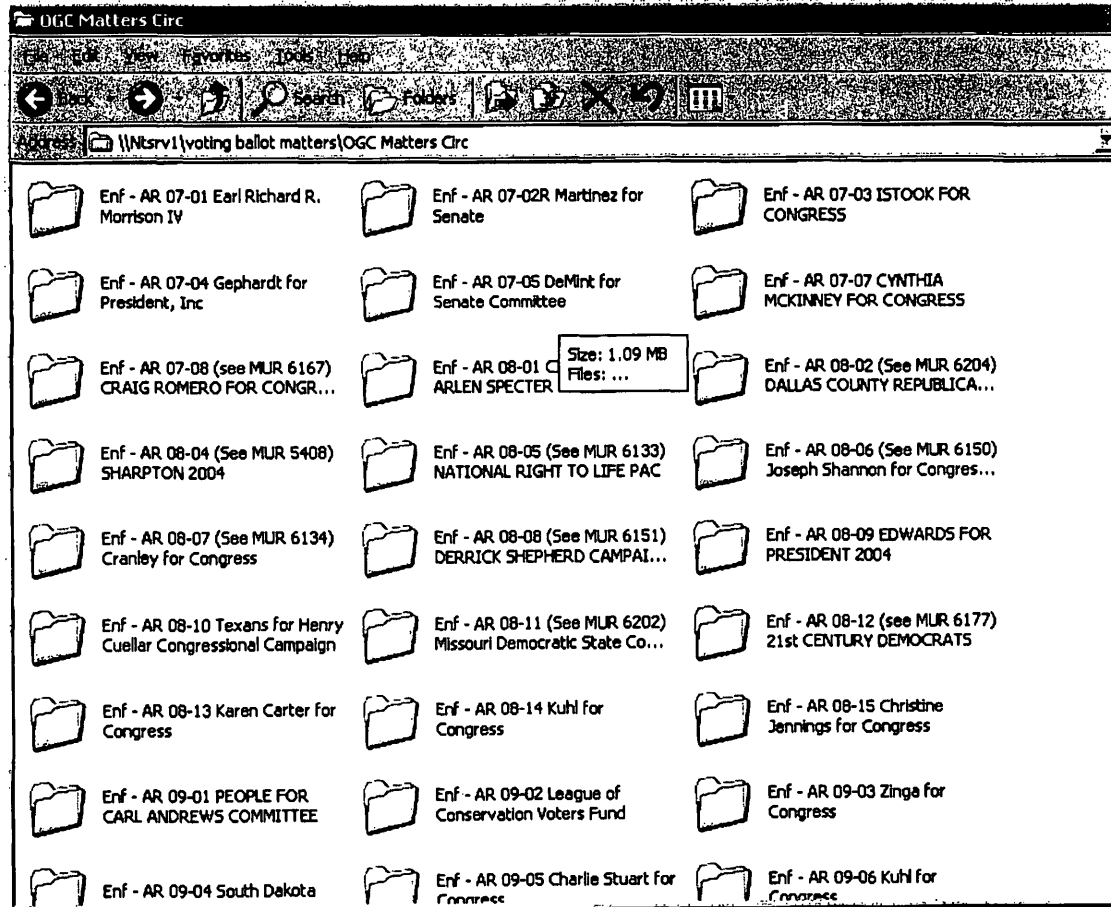 OGC Matters Circ
File Edit View Favorites Tools Help
Back Search Folders
Address \\Ntsrv1\voting ballot matters\OGC Matters Circ
Enf - AR 07-01 Earl Richard R.
Morrison IV
Enf - AR 07-02R Martinez for
Senate
Enf - AR 07-03 ISTOOK FOR
CONGRESS
Enf - AR 07-04 Gephardt for
President, Inc
Enf - AR 07-05 DeMint for
Senate Committee
Enf - AR 07-07 CYNTHIA
MCKINNEY FOR CONGRESS
Enf - AR 07-08 (see MUR 6167)
CRAIG ROMERO FOR CONGR...
Enf - AR 08-01 C
ARLEN SPECTER
Size: 1.09 MB
Files: ...
Enf - AR 08-02 (See MUR 6204)
DALLAS COUNTY REPUBLICA...
Enf - AR 08-04 (See MUR 5408)
SHARPTON 2004
Enf - AR 08-05 (See MUR 6133)
NATIONAL RIGHT TO LIFE PAC
Enf - AR 08-06 (See MUR 6150)
Joseph Shannon for Congres...
Enf - AR 08-07 (See MUR 6134)
Cranley for Congress
Enf - AR 08-08 (See MUR 6151)
DERRICK SHEPHERD CAMPAI...
Enf - AR 08-09 EDWARDS FOR
PRESIDENT 2004
Enf - AR 08-10 Texans for Henry
Cuellar Congressional Campaign
Enf - AR 08-11 (See MUR 6202)
Missouri Democratic State Co...
Enf - AR 08-12 (see MUR 6177)
21st CENTURY DEMOCRATS
Enf - AR 08-13 Karen Carter for
Congress
Enf - AR 08-14 Kuhl for
Congress
Enf - AR 08-15 Christine
Jennings for Congress
Enf - AR 09-01 PEOPLE FOR
CARL ANDREWS COMMITTEE
Enf - AR 09-02 League of
Conservation Voters Fund
Enf - AR 09-03 Zinga for
Congress
Enf - AR 09-04 South Dakota
Enf - AR 09-05 Charlie Stuart for
Congress
Enf - AR 09-06 Kuhl for
Congress